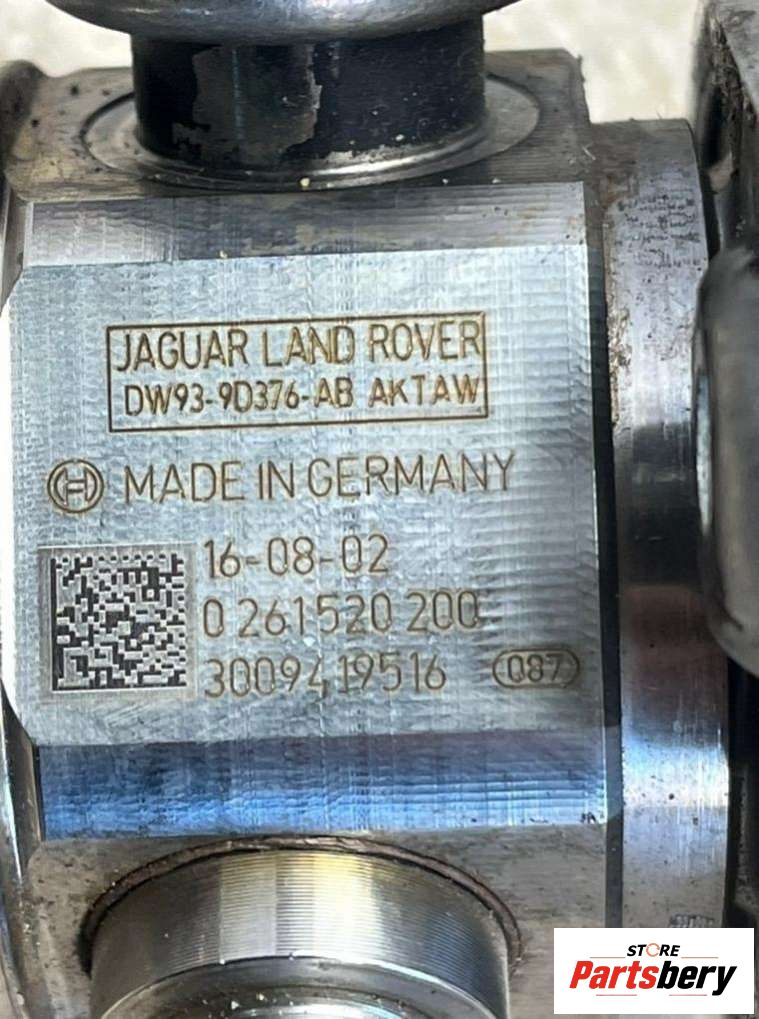 JAGUAR LAND ROVER
DW93-9D376-AB AKTAW
MADE IN GERMANY
16-08-02
0 261 520 200
3009419516 087
STORE
Partsbery